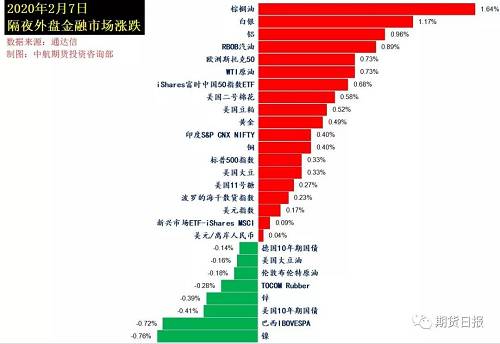 2020年2月7日
隔夜外盘金融市场涨跌
数据来源：通达信
制图：中航期货投资咨询部
棕榈油 1.64%
白银 1.17%
铝 0.96%
RBOB汽油 0.89%
欧洲斯托克50 0.73%
WTI原油 0.73%
iShares富时中国50指数ETF 0.68%
美国二号棉花 0.58%
美国豆粕 0.52%
黄金 0.49%
印度S&P CNX NIFTY 0.40%
铜 0.40%
标普500指数 0.33%
美国大豆 0.33%
美国11号糖 0.27%
波罗的海干散货指数 0.23%
美元指数 0.17%
新兴市场ETF-iShares MSCI 0.09%
美元/离岸人民币 0.04%
-0.14% 德国10年期国债
-0.16% 美国大豆油
-0.18% 伦敦布伦特原油
-0.28% TOCOM Rubber
-0.39% 锌
-0.41% 美国10年期国债
-0.72% 巴西IBOVESPA
-0.76% 镍
期货日报